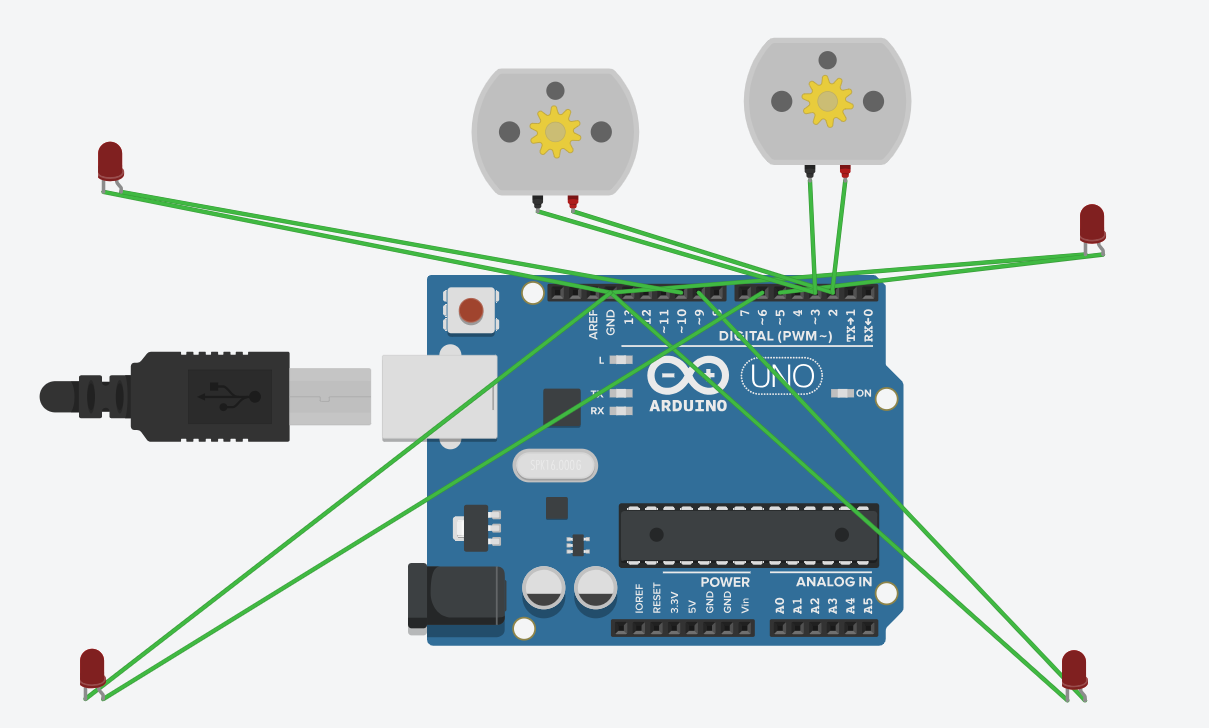 AREF
GND
13
12
~11
~10
~9
8
7
~6
~5
4
~3
2
TX→1
RX←0
DIGITAL (PWM~)
L
TX
RX
ARDUINO
UNO
ON
SPK16.000G
POWER
ANALOG IN
IOREF
RESET
3.3V
5V
GND
GND
Vin
A0
A1
A2
A3
A4
A5